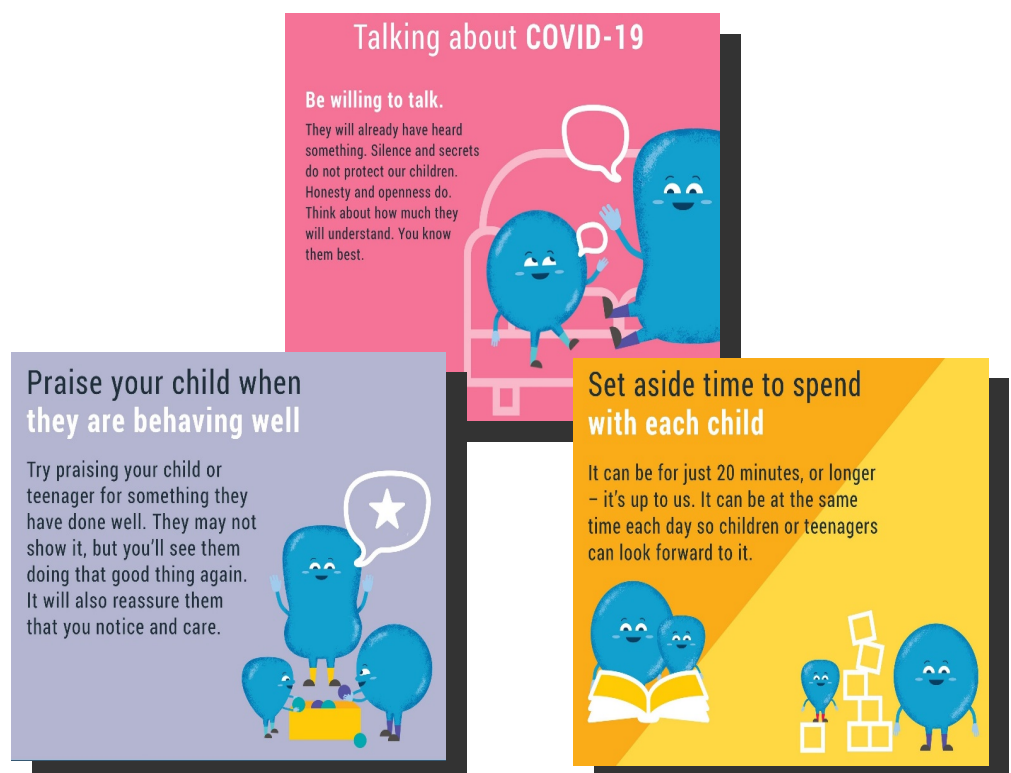 Talking about COVID-19
Be willing to talk.
They will already have heard
something. Silence and secrets
do not protect our children.
Honesty and openness do.
Think about how much they
will understand. You know
them best.
Praise your child when
they are behaving well
Try praising your child or
teenager for something they
have done well. They may not
show it, but you’ll see them
doing that good thing again.
It will also reassure them
that you notice and care.
Set aside time to spend
with each child
It can be for just 20 minutes, or longer
– it’s up to us. It can be at the same
time each day so children or teenagers
can look forward to it.